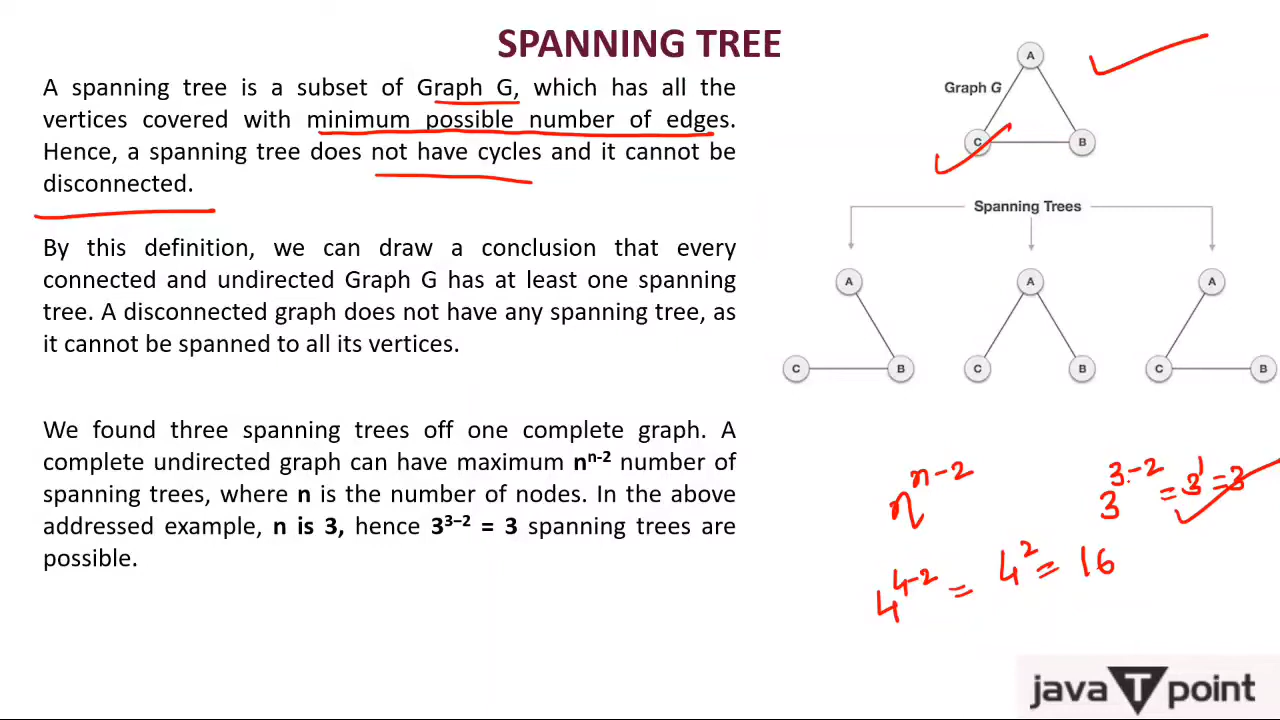 SPANNING TREE
A spanning tree is a subset of Graph G, which has all the
vertices covered with minimum possible number of edges.
Hence, a spanning tree does not have cycles and it cannot be
disconnected.
By this definition, we can draw a conclusion that every
connected and undirected Graph G has at least one spanning
tree. A disconnected graph does not have any spanning tree, as
it cannot be spanned to all its vertices.
We found three spanning trees off one complete graph. A
complete undirected graph can have maximum nⁿ⁻² number of
spanning trees, where n is the number of nodes. In the above
addressed example, n is 3, hence 3³⁻² = 3 spanning trees are
possible.
A
Graph G
C B
Spanning Trees
A A A
C B C B C B
nⁿ⁻² 3³⁻² = 3¹ = 3
4⁴⁻² = 4² = 16
java T point